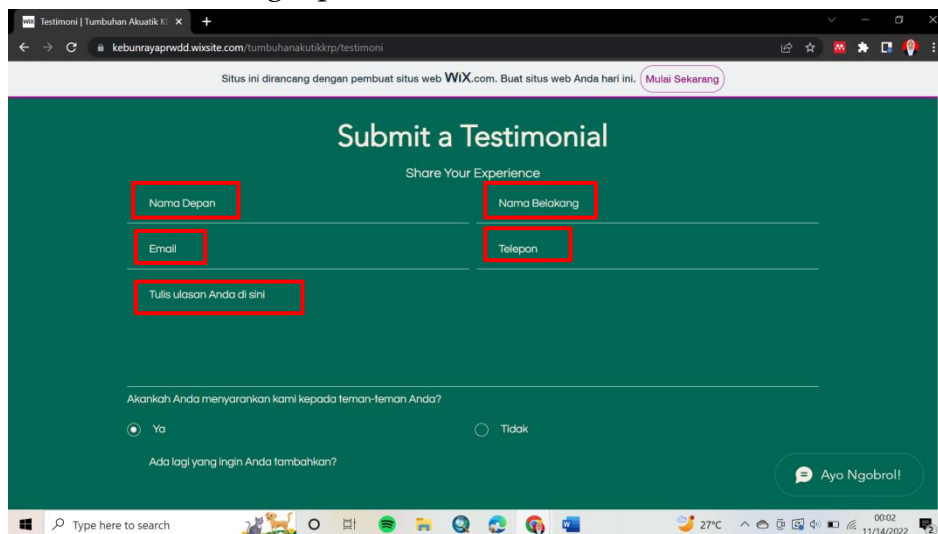 Testimoni | Tumbuhan Akuatik K
kebunrayaprwdd.wixsite.com/tumbuhanakutikkrp/testimoni
Situs ini dirancang dengan pembuat situs web WiX.com. Buat situs web Anda hari ini. Mulai Sekarang
Submit a Testimonial
Share Your Experience
Nama Depan
Nama Belakang
Email
Telepon
Tulis ulasan Anda di sini
Akankah Anda menyarankan kami kepada teman-teman Anda?
Ya
Tidak
Ada lagi yang ingin Anda tambahkan?
Ayo Ngobrol!
Type here to search
27°C
00:02
11/14/2022